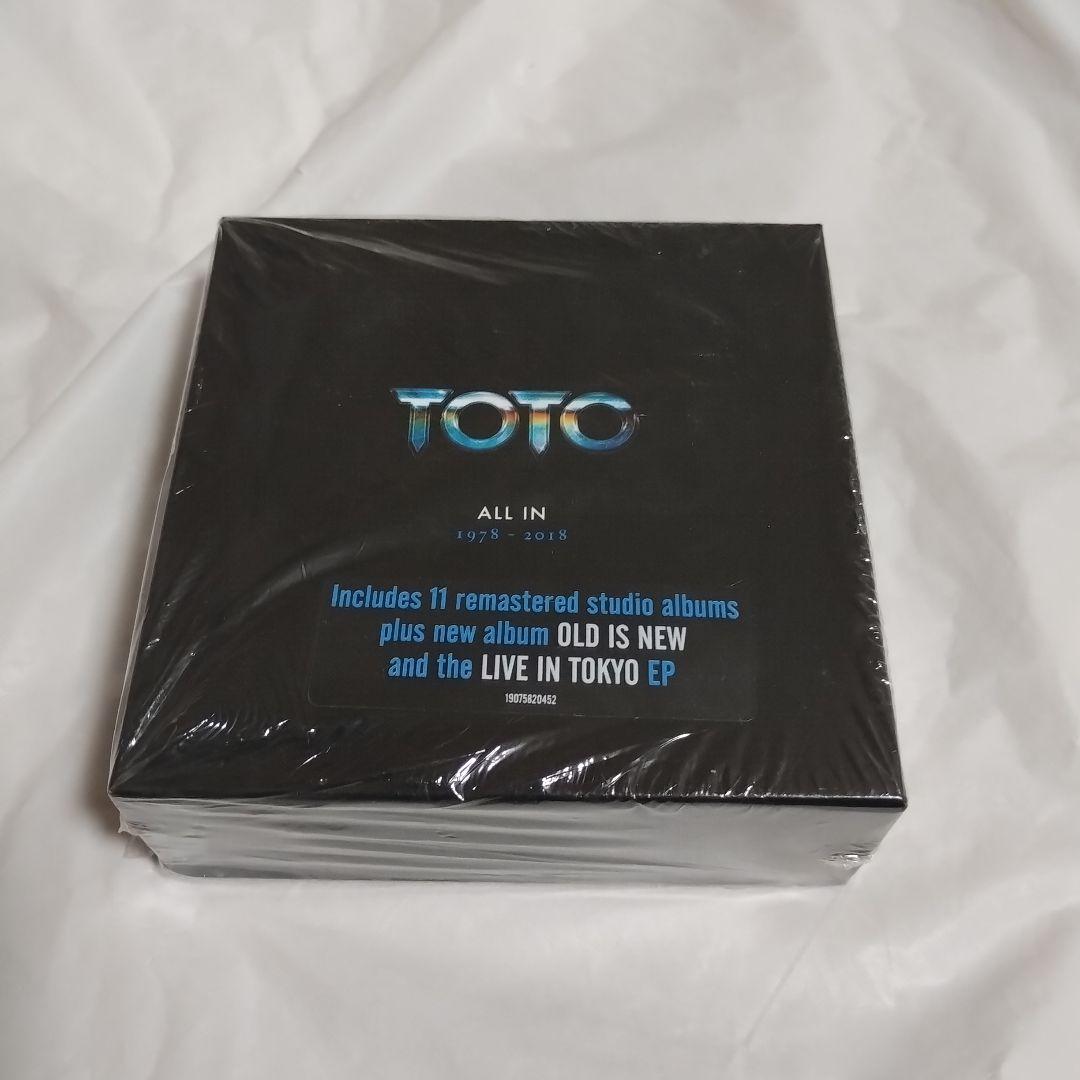 TOTO
ALL IN
1978 - 2018
Includes 11 remastered studio albums
plus new album OLD IS NEW
and the LIVE IN TOKYO EP
19075820452